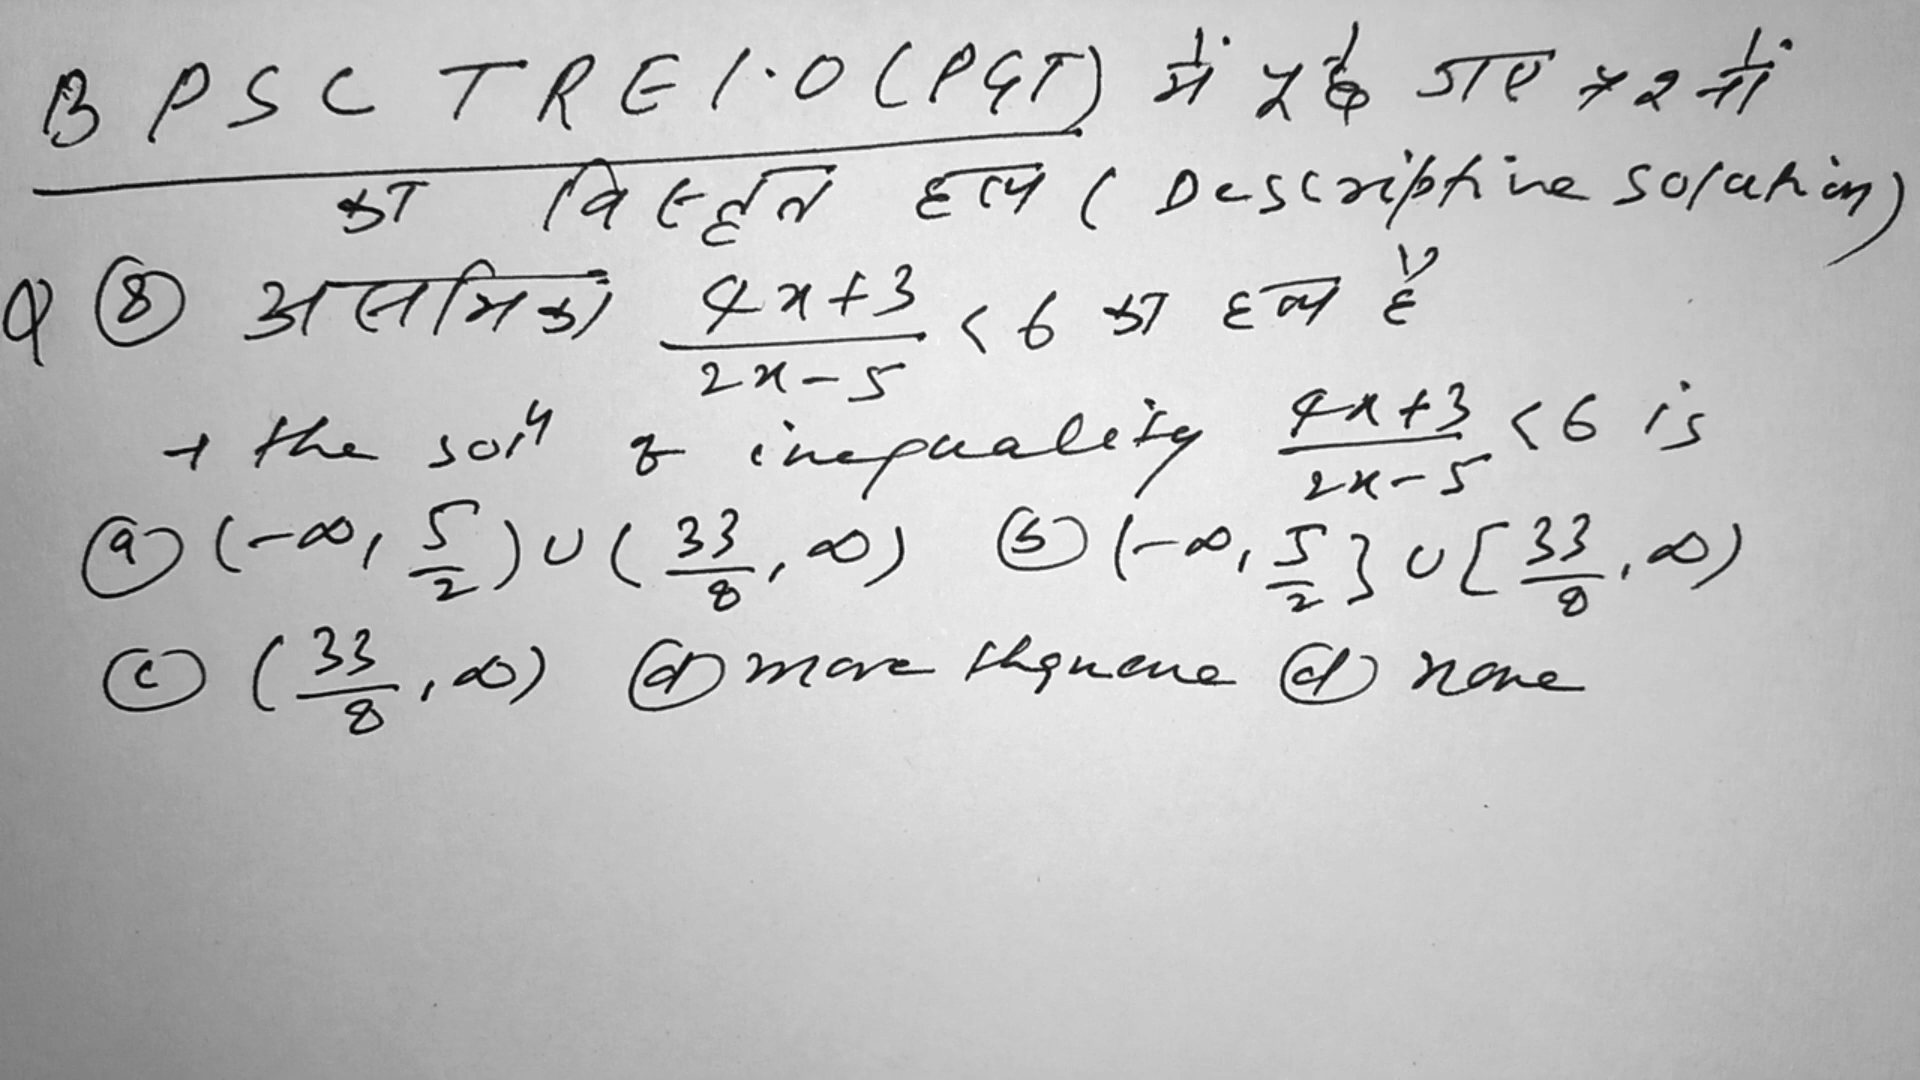 BPSC TRE 1.0 (PGT) में पूछे गए प्रश्नों
का विस्तृत हल (Descriptive solution)
Q (8) असमिका (4x+3)/(2x-5) < 6 का हल है
→ the solⁿ of inequality (4x+3)/(2x-5) < 6 is
(a) (-∞, 5/2) ∪ (33/8, ∞) (b) (-∞, 5/2] ∪ [33/8, ∞)
(c) (33/8, ∞) (d) more than one (d) none